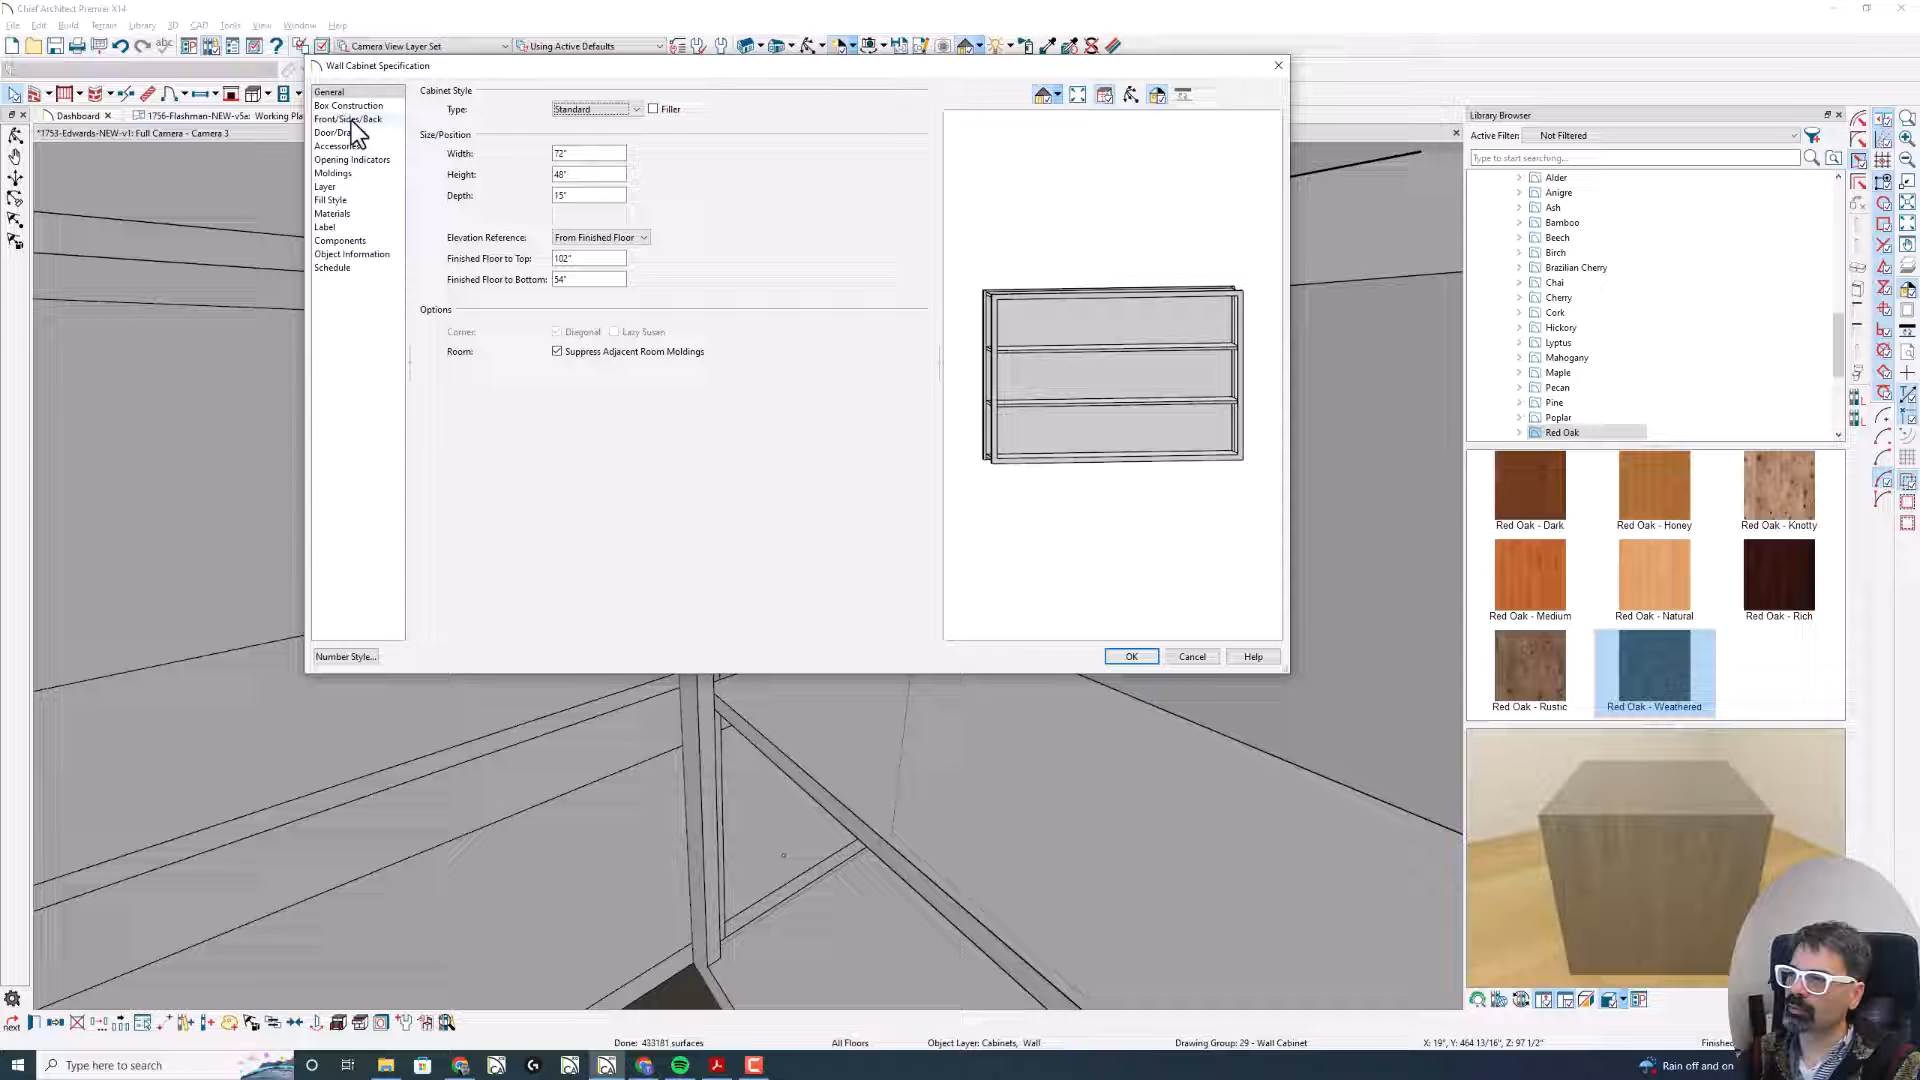 Chief Architect Premier X14
File Edit Build Terrain Library 3D CAD Tools View Window Help
Camera View Layer Set
Using Active Defaults
Wall Cabinet Specification
Dashboard
1756-Flashman-NEW-v5a: Working Pla
*1753-Edwards-NEW-v1: Full Camera - Camera 3
General
Box Construction
Front/Sides/Back
Door/Dra
Accessories
Opening Indicators
Moldings
Layer
Fill Style
Materials
Label
Components
Object Information
Schedule
Number Style...
Cabinet Style
Type: Standard Filler
Size/Position
Width: 72"
Height: 48"
Depth: 15"
Elevation Reference: From Finished Floor
Finished Floor to Top: 102"
Finished Floor to Bottom: 54"
Options
Corner: Diagonal Lazy Susan
Room: Suppress Adjacent Room Moldings
OK Cancel Help
Library Browser
Active Filter: Not Filtered
Type to start searching...
Alder
Anigre
Ash
Bamboo
Beech
Birch
Brazilian Cherry
Chai
Cherry
Cork
Hickory
Lyptus
Mahogany
Maple
Pecan
Pine
Poplar
Red Oak
Red Oak - Dark Red Oak - Honey Red Oak - Knotty
Red Oak - Medium Red Oak - Natural Red Oak - Rich
Red Oak - Rustic Red Oak - Weathered
next
Done: 433181 surfaces All Floors Object Layer: Cabinets, Wall Drawing Group: 29 - Wall Cabinet X: 19", Y: 464 13/16", Z: 97 1/2" Finished
Type here to search
Rain off and on